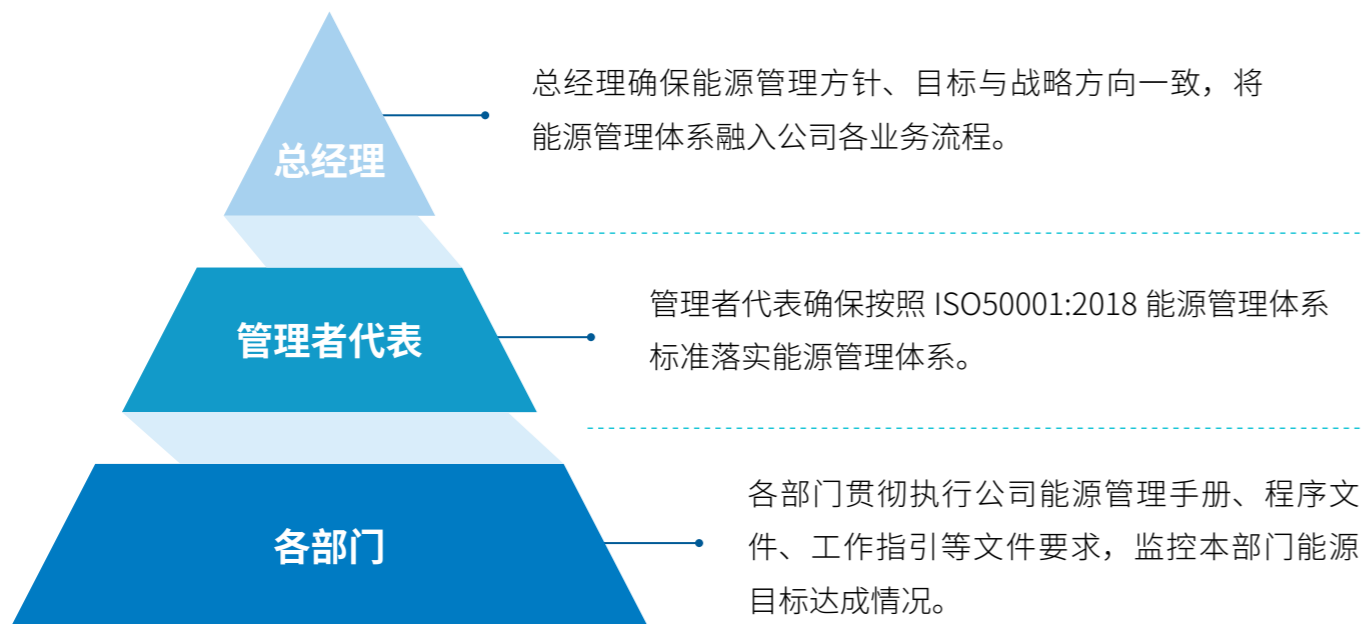 总经理
总经理确保能源管理方针、目标与战略方向一致，将
能源管理体系融入公司各业务流程。
管理者代表
管理者代表确保按照 ISO50001:2018 能源管理体系
标准落实能源管理体系。
各部门
各部门贯彻执行公司能源管理手册、程序文
件、工作指引等文件要求，监控本部门能源
目标达成情况。